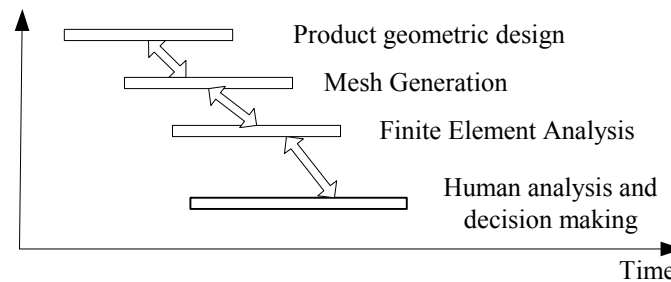 Product geometric design
Mesh Generation
Finite Element Analysis
Human analysis and
decision making
Time